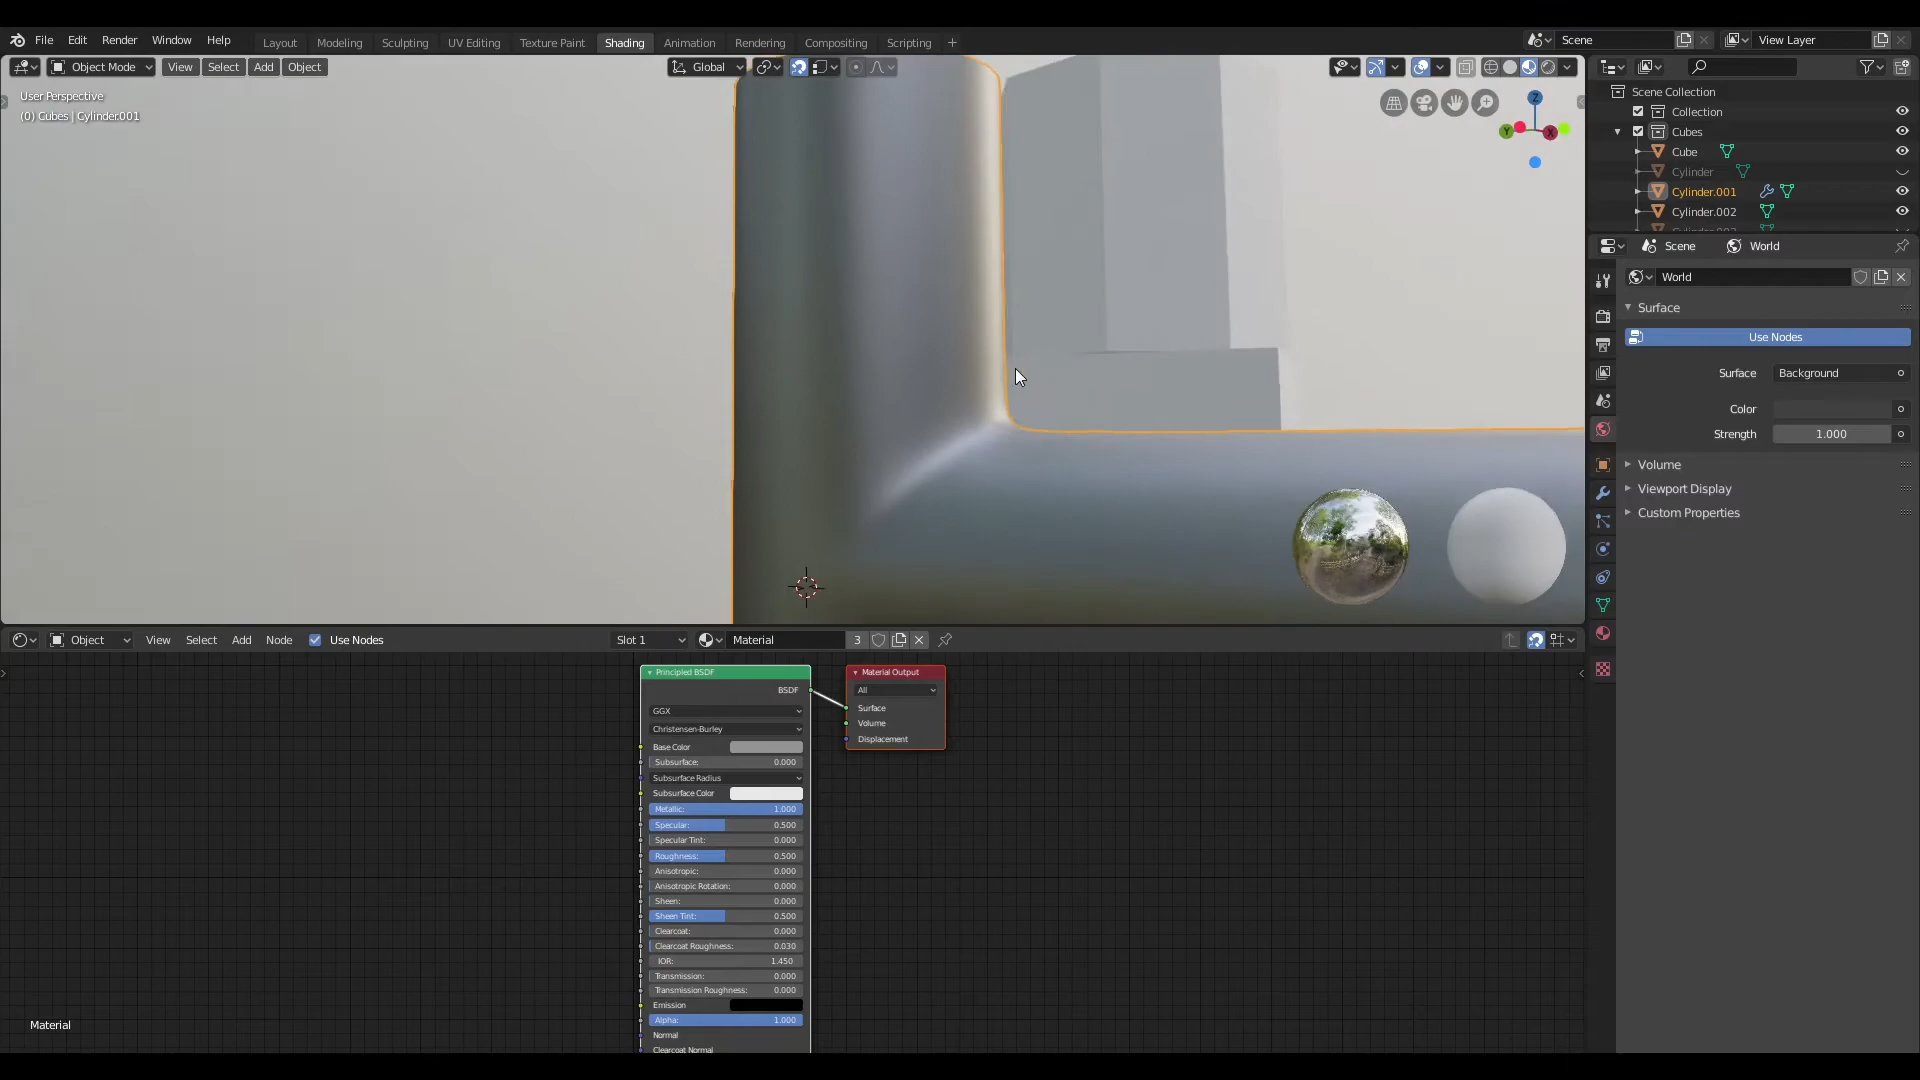 File Edit Render Window Help
Layout Modeling Sculpting UV Editing Texture Paint Shading Animation Rendering Compositing Scripting +
Scene
View Layer
Object Mode View Select Add Object
Global
User Perspective
(0) Cubes | Cylinder.001
Z
Y
X
Scene Collection
Collection
Cubes
Cube
Cylinder
Cylinder.001
Cylinder.002
Scene World
World
Surface
Use Nodes
Surface Background
Color
Strength 1.000
Volume
Viewport Display
Custom Properties
Object View Select Add Node Use Nodes
Slot 1
Material 3
Principled BSDF
BSDF
GGX
Christensen-Burley
Base Color
Subsurface: 0.000
Subsurface Radius
Subsurface Color
Metallic: 1.000
Specular: 0.500
Specular Tint: 0.000
Roughness: 0.500
Anisotropic: 0.000
Anisotropic Rotation: 0.000
Sheen: 0.000
Sheen Tint: 0.500
Clearcoat: 0.000
Clearcoat Roughness: 0.030
IOR: 1.450
Transmission: 0.000
Transmission Roughness: 0.000
Emission
Alpha: 1.000
Normal
Clearcoat Normal
Material Output
All
Surface
Volume
Displacement
Material